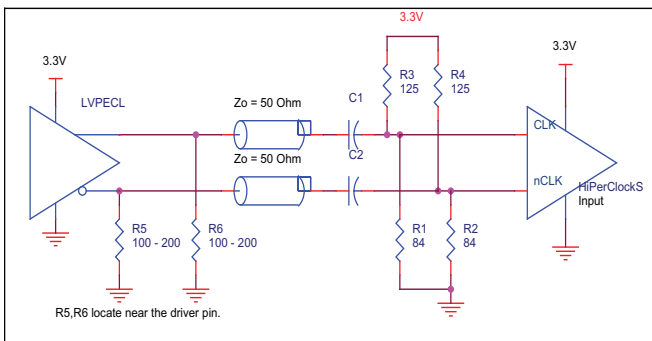 3.3V
3.3V
3.3V
LVPECL
R3
125
R4
125
Zo = 50 Ohm
C1
CLK
Zo = 50 Ohm
C2
nCLK
HiPerClockS
Input
R5
100 - 200
R6
100 - 200
R1
84
R2
84
R5,R6 locate near the driver pin.